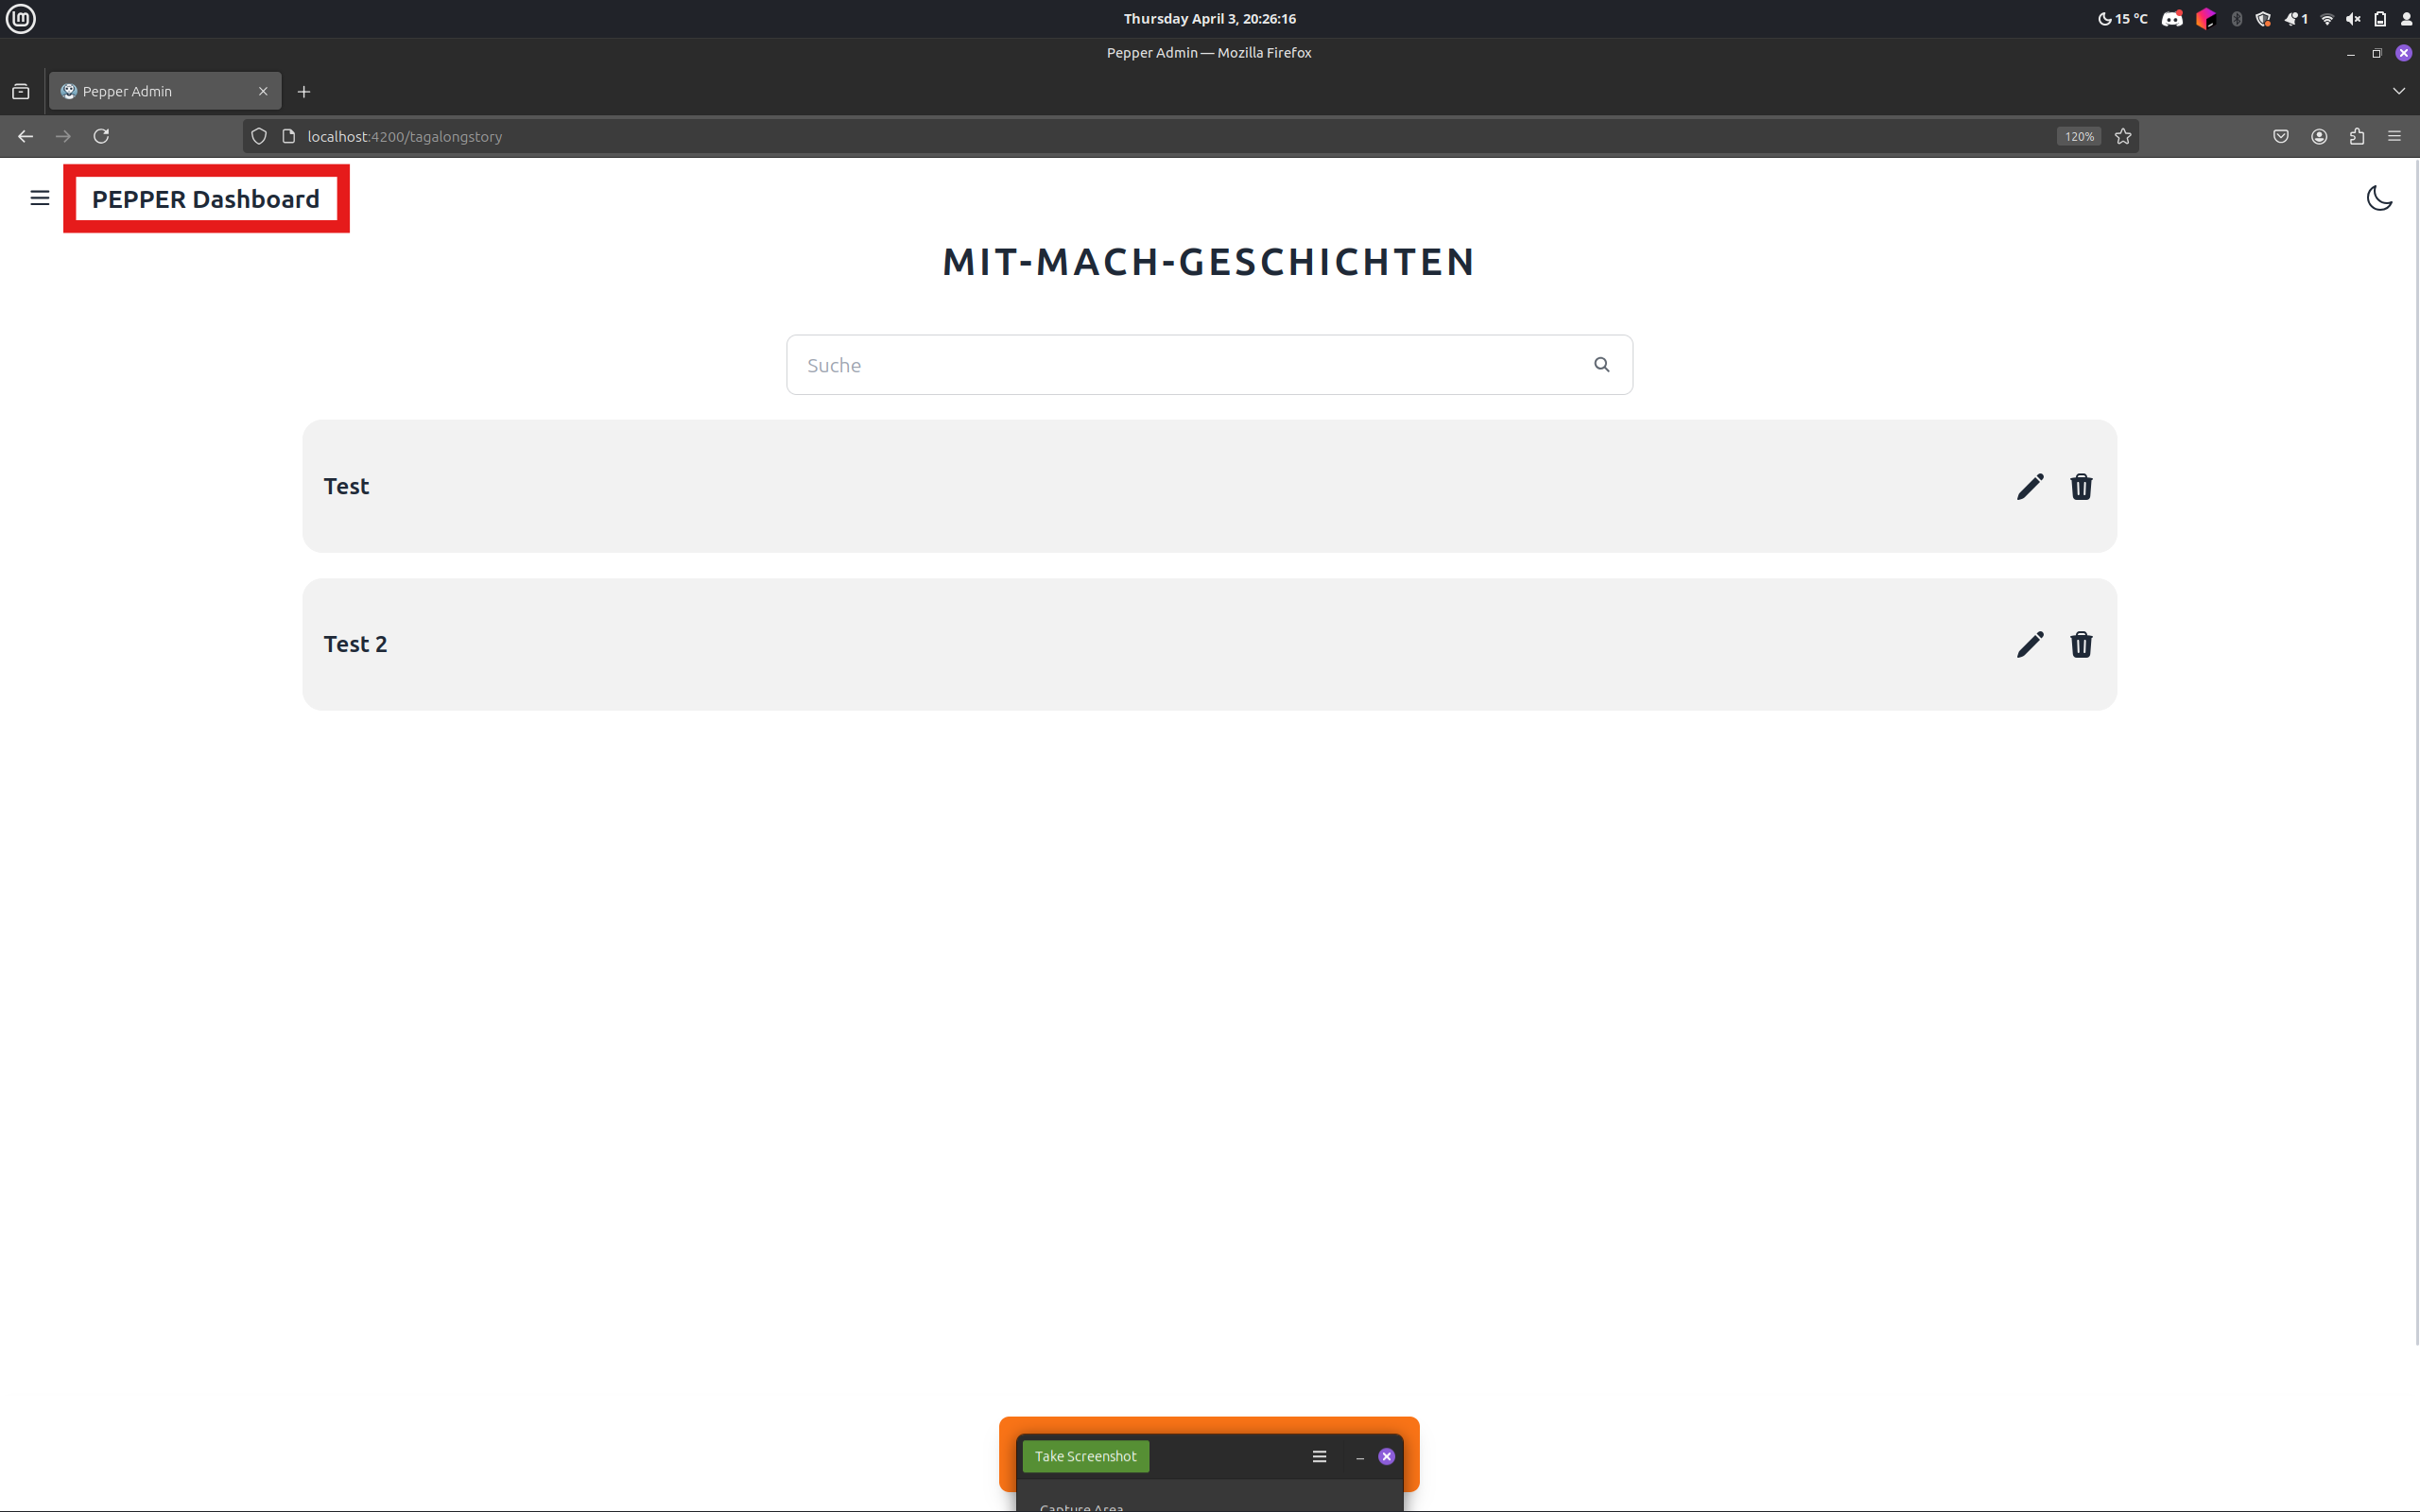 Thursday April 3, 20:26:16
15 °C
1
Pepper Admin — Mozilla Firefox
Pepper Admin
localhost:4200/tagalongstory
120%
PEPPER Dashboard
MIT-MACH-GESCHICHTEN
Suche
Test
Test 2
Take Screenshot
Capture Area